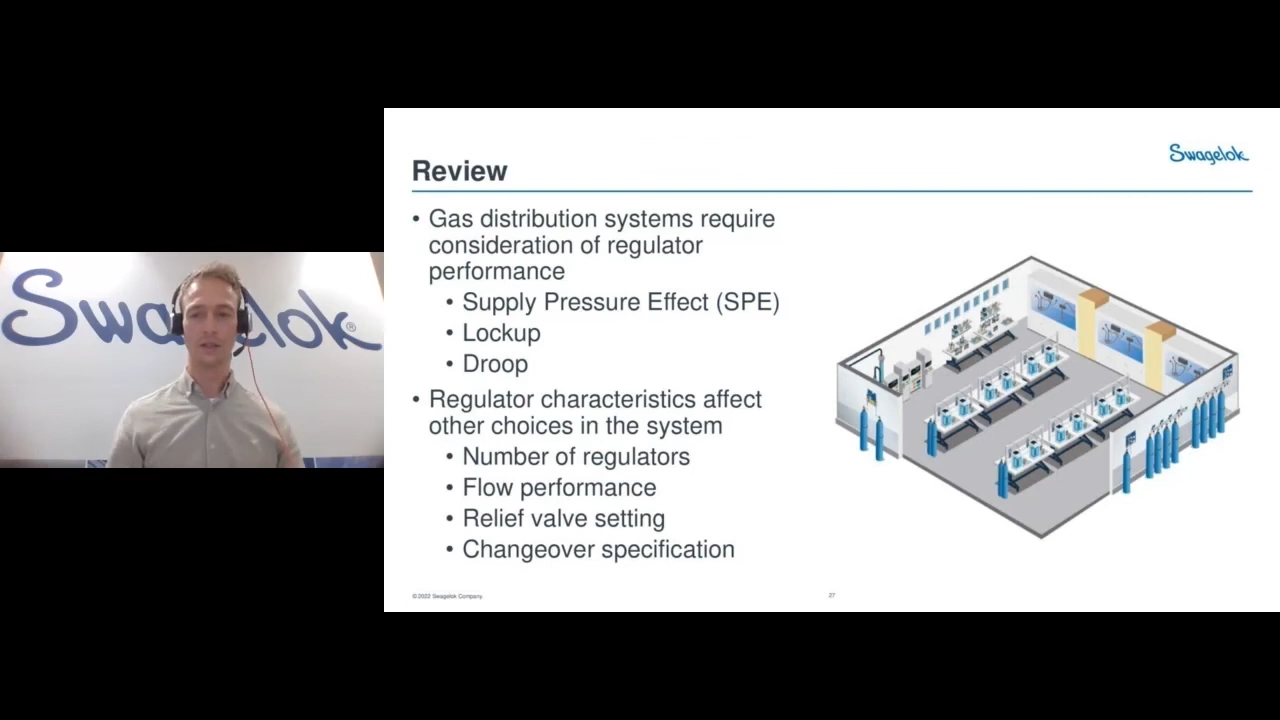 Swagelok®
Swagelok
Review
• Gas distribution systems require
consideration of regulator
performance
• Supply Pressure Effect (SPE)
• Lockup
• Droop
• Regulator characteristics affect
other choices in the system
• Number of regulators
• Flow performance
• Relief valve setting
• Changeover specification
© 2022 Swagelok Company.
27